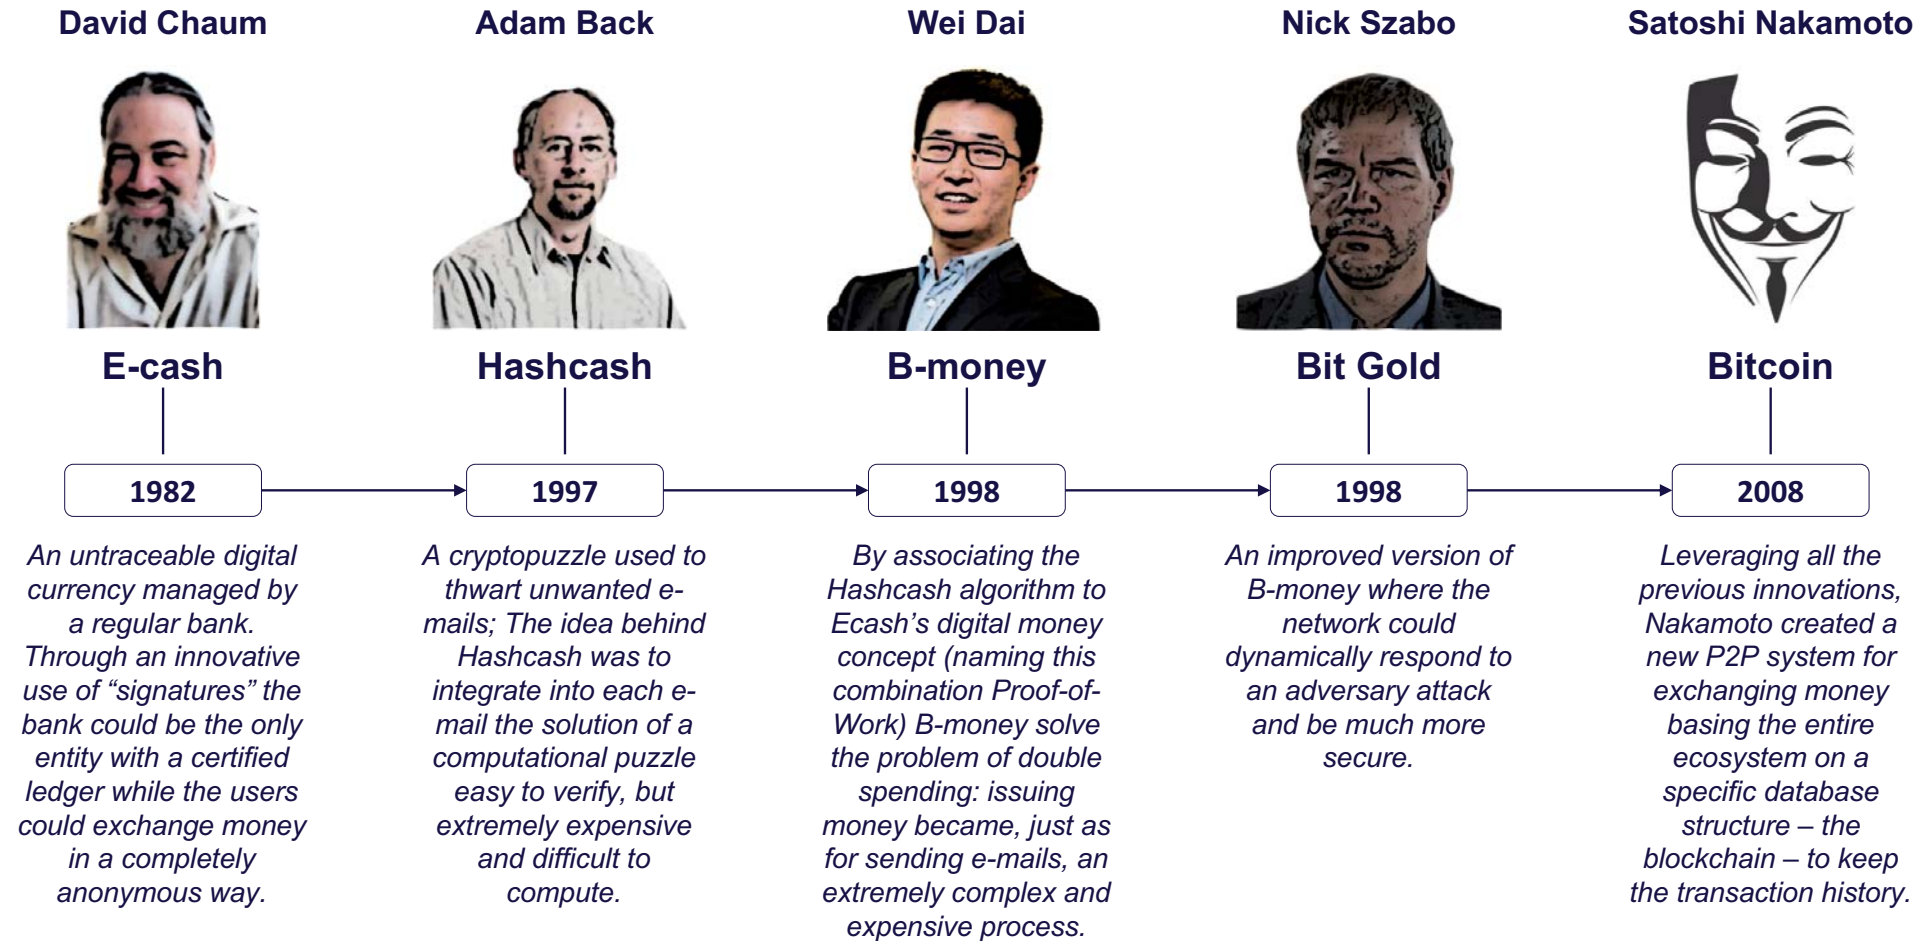 David Chaum
Adam Back
Wei Dai
Nick Szabo
Satoshi Nakamoto
E-cash
Hashcash
B-money
Bit Gold
Bitcoin
1982
1997
1998
1998
2008
An untraceable digital
currency managed by
a regular bank.
Through an innovative
use of “signatures” the
bank could be the only
entity with a certified
ledger while the users
could exchange money
in a completely
anonymous way.
A cryptopuzzle used to
thwart unwanted e-
mails; The idea behind
Hashcash was to
integrate into each e-
mail the solution of a
computational puzzle
easy to verify, but
extremely expensive
and difficult to
compute.
By associating the
Hashcash algorithm to
Ecash’s digital money
concept (naming this
combination Proof-of-
Work) B-money solve
the problem of double
spending: issuing
money became, just as
for sending e-mails, an
extremely complex and
expensive process.
An improved version of
B-money where the
network could
dynamically respond to
an adversary attack
and be much more
secure.
Leveraging all the
previous innovations,
Nakamoto created a
new P2P system for
exchanging money
basing the entire
ecosystem on a
specific database
structure – the
blockchain – to keep
the transaction history.